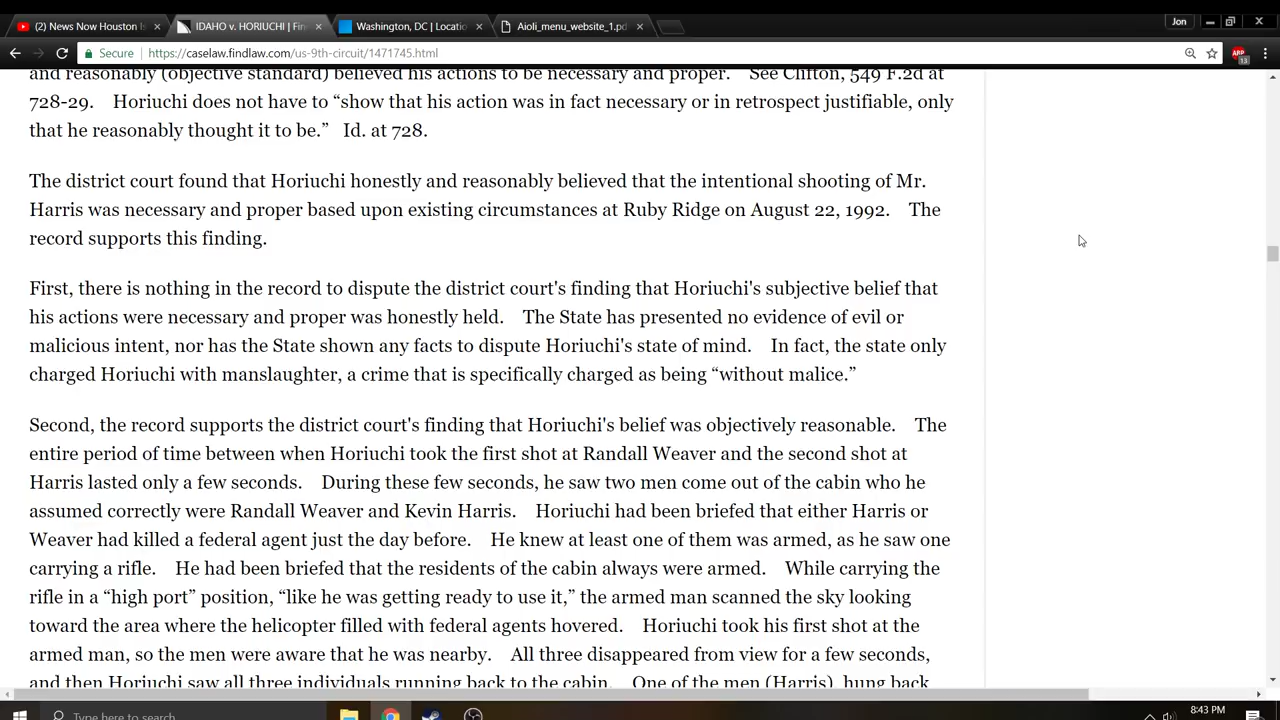 (2) News Now Houston Is
IDAHO v. HORIUCHI | Fin
Washington, DC | Locatio
Aioli_menu_website_1.pd
Jon
Secure https://caselaw.findlaw.com/us-9th-circuit/1471745.html
ABP
13
and reasonably (objective standard) believed his actions to be necessary and proper. See Clifton, 549 F.2d at
728-29. Horiuchi does not have to “show that his action was in fact necessary or in retrospect justifiable, only
that he reasonably thought it to be.” Id. at 728.
The district court found that Horiuchi honestly and reasonably believed that the intentional shooting of Mr.
Harris was necessary and proper based upon existing circumstances at Ruby Ridge on August 22, 1992. The
record supports this finding.
First, there is nothing in the record to dispute the district court's finding that Horiuchi's subjective belief that
his actions were necessary and proper was honestly held. The State has presented no evidence of evil or
malicious intent, nor has the State shown any facts to dispute Horiuchi's state of mind. In fact, the state only
charged Horiuchi with manslaughter, a crime that is specifically charged as being “without malice.”
Second, the record supports the district court's finding that Horiuchi's belief was objectively reasonable. The
entire period of time between when Horiuchi took the first shot at Randall Weaver and the second shot at
Harris lasted only a few seconds. During these few seconds, he saw two men come out of the cabin who he
assumed correctly were Randall Weaver and Kevin Harris. Horiuchi had been briefed that either Harris or
Weaver had killed a federal agent just the day before. He knew at least one of them was armed, as he saw one
carrying a rifle. He had been briefed that the residents of the cabin always were armed. While carrying the
rifle in a “high port” position, “like he was getting ready to use it,” the armed man scanned the sky looking
toward the area where the helicopter filled with federal agents hovered. Horiuchi took his first shot at the
armed man, so the men were aware that he was nearby. All three disappeared from view for a few seconds,
and then Horiuchi saw all three individuals running back to the cabin. One of the men (Harris), hung back
Type here to search
8:43 PM